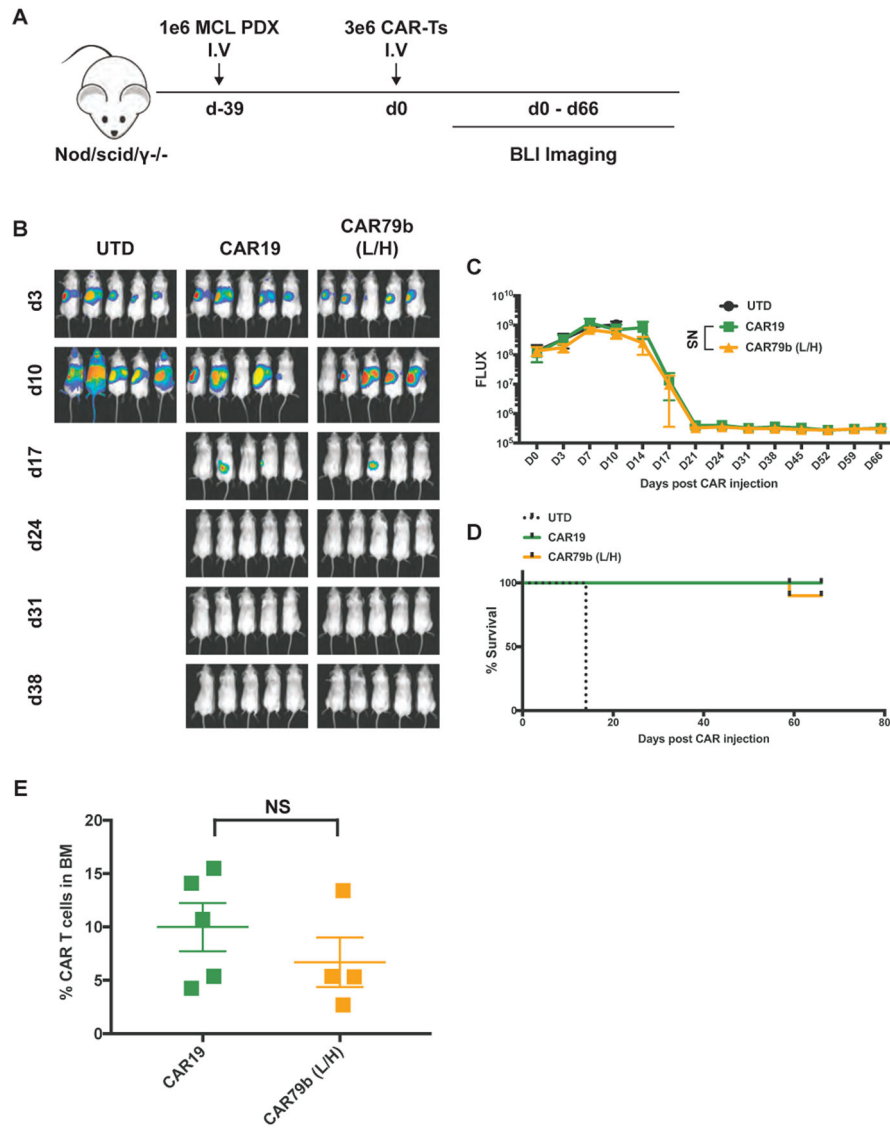 A
1e6 MCL PDX
I.V
3e6 CAR-Ts
I.V
d-39
d0
d0 - d66
Nod/scid/γ-/-
BLI Imaging
B
UTD
CAR19
CAR79b
(L/H)
d3
d10
d17
d24
d31
d38
C
FLUX
10^10
10^9
10^8
10^7
10^6
10^5
D0
D3
D7
D10
D14
D17
D21
D24
D31
D38
D45
D52
D59
D66
Days post CAR injection
UTD
CAR19
CAR79b (L/H)
NS
D
UTD
CAR19
CAR79b (L/H)
% Survival
100
50
0
0
20
40
60
80
Days post CAR injection
E
NS
% CAR T cells in BM
20
15
10
5
0
CAR19
CAR79b (L/H)